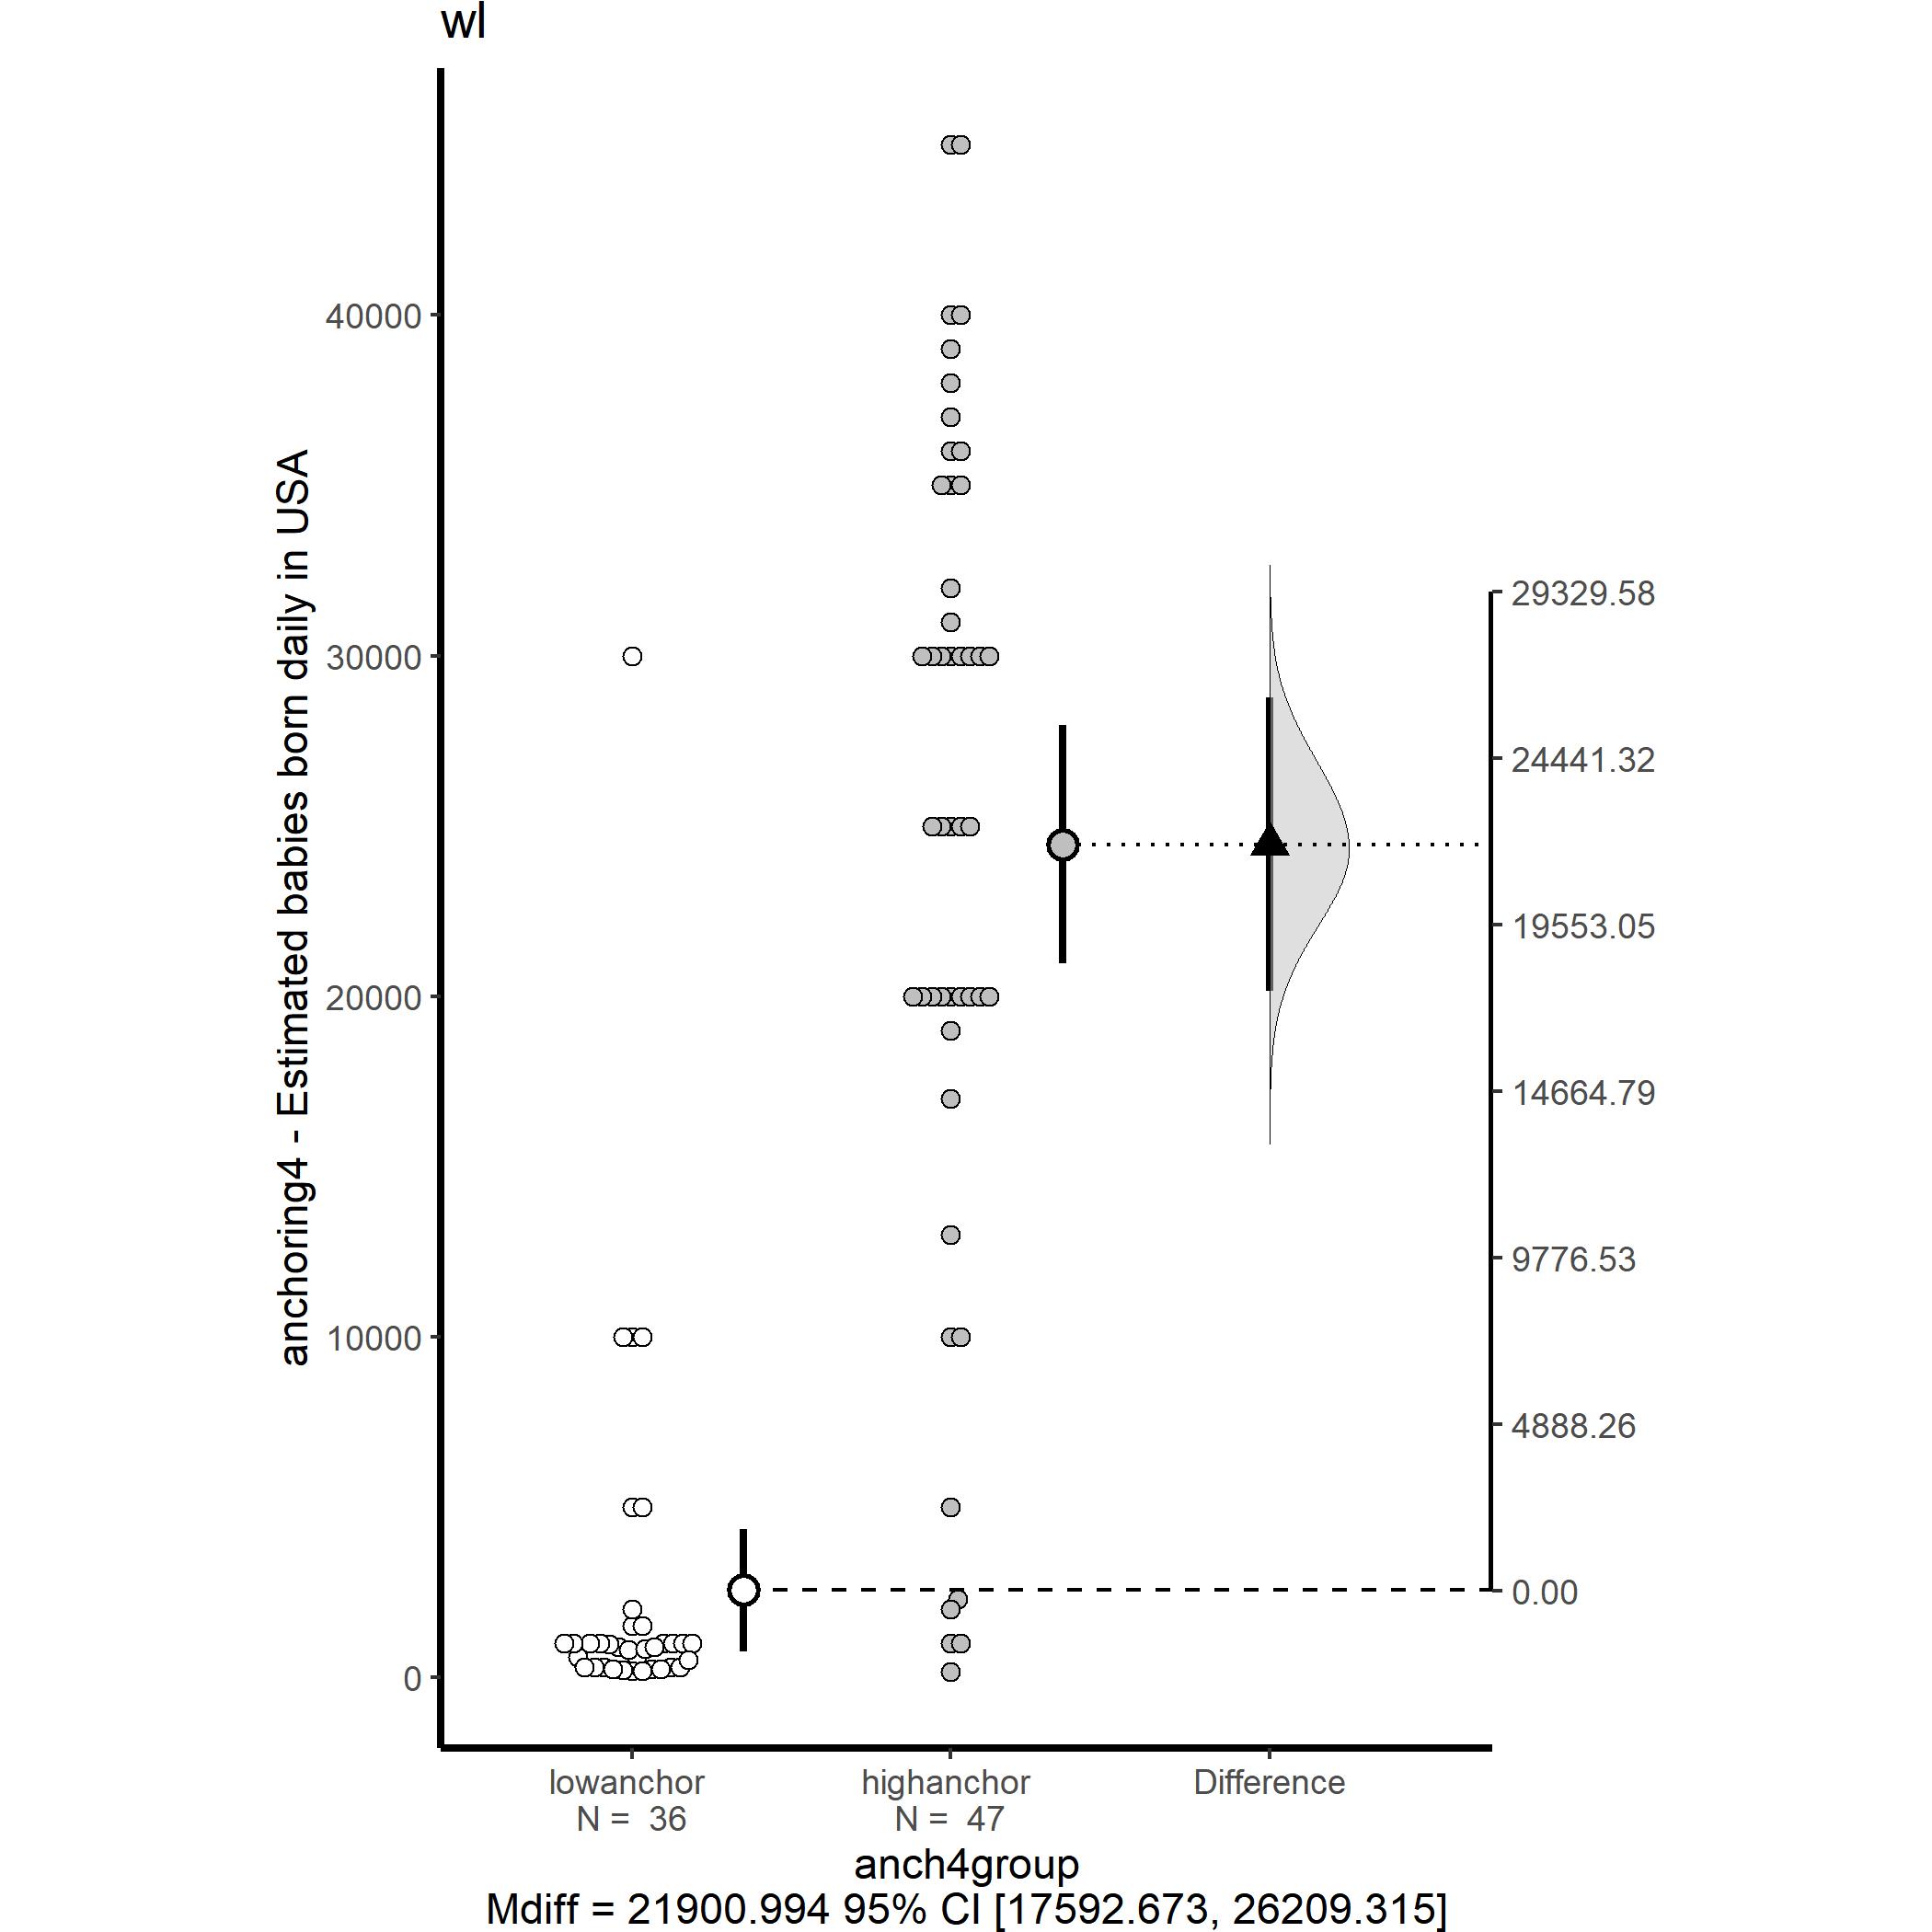 wl
anchoring4 - Estimated babies born daily in USA
40000
30000
20000
10000
0
29329.58
24441.32
19553.05
14664.79
9776.53
4888.26
0.00
lowanchor
N =  36
highanchor
N =  47
Difference
anch4group
Mdiff = 21900.994 95% CI [17592.673, 26209.315]